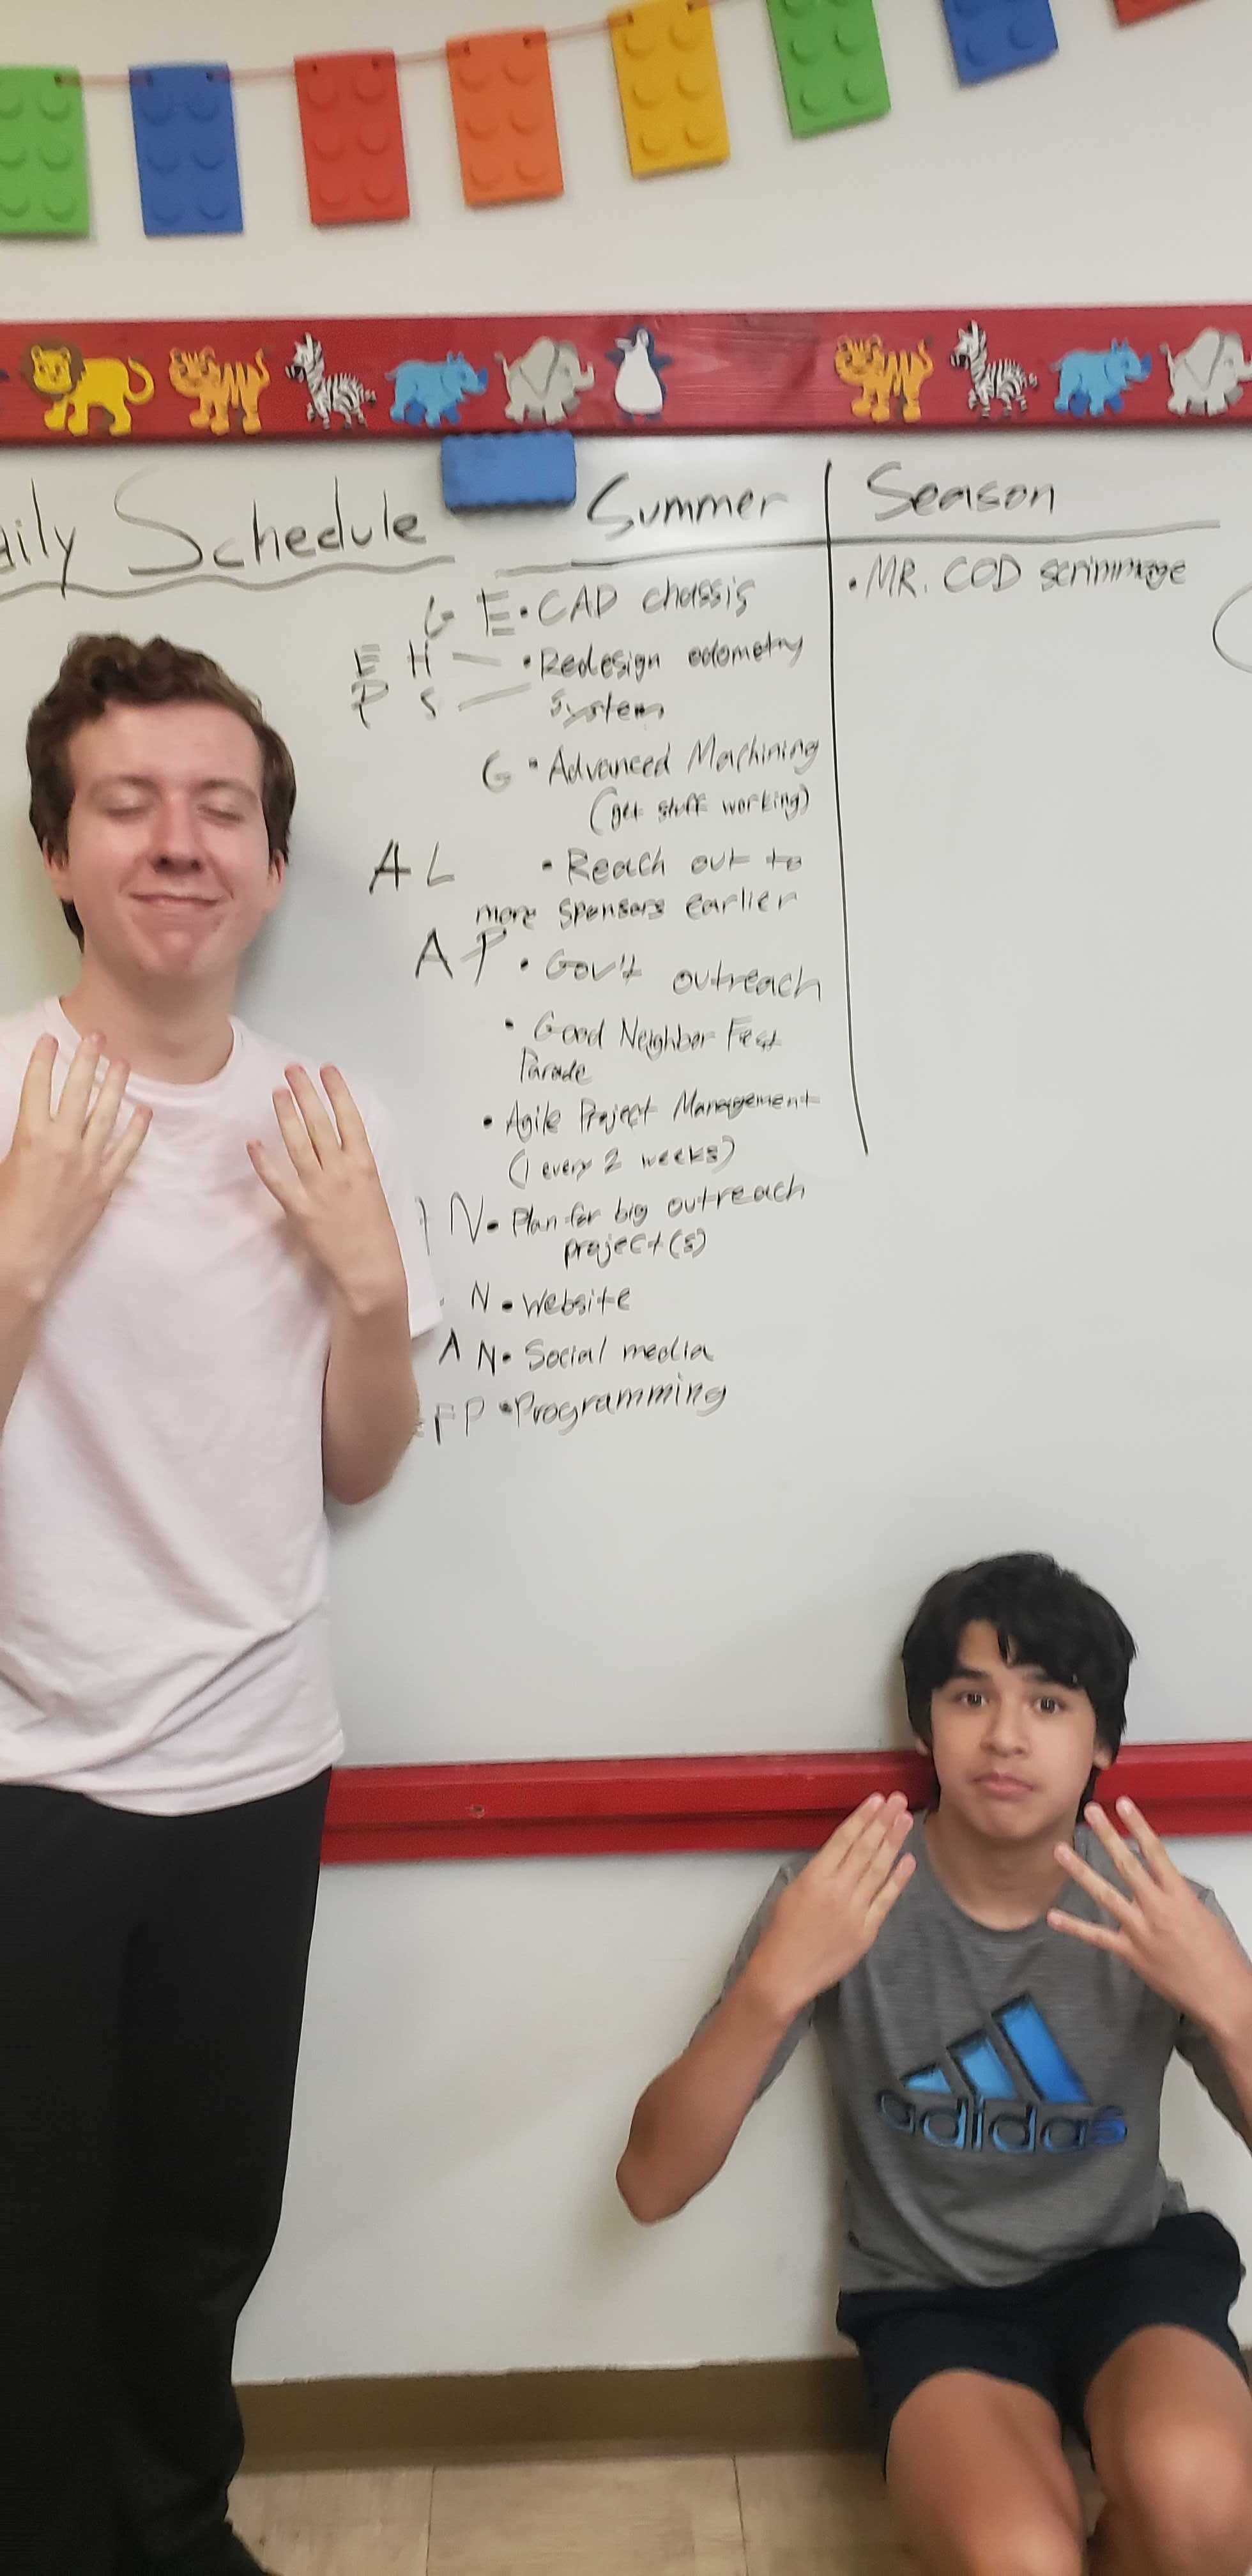 Daily Schedule
Summer
Season
G E • CAD chassis
• MR. COD scrimmage
E H — • Redesign odometry
P S — system
G • Advanced Machining
(get stuff working)
A L • Reach out to
more sponsors earlier
A P • Gov't outreach
• Good Neighbor Fest
Parade
• Agile Project Management
(1 every 2 weeks)
N • Plan for big outreach
project(s)
N • Website
A N • Social media
FP • Programming
adidas